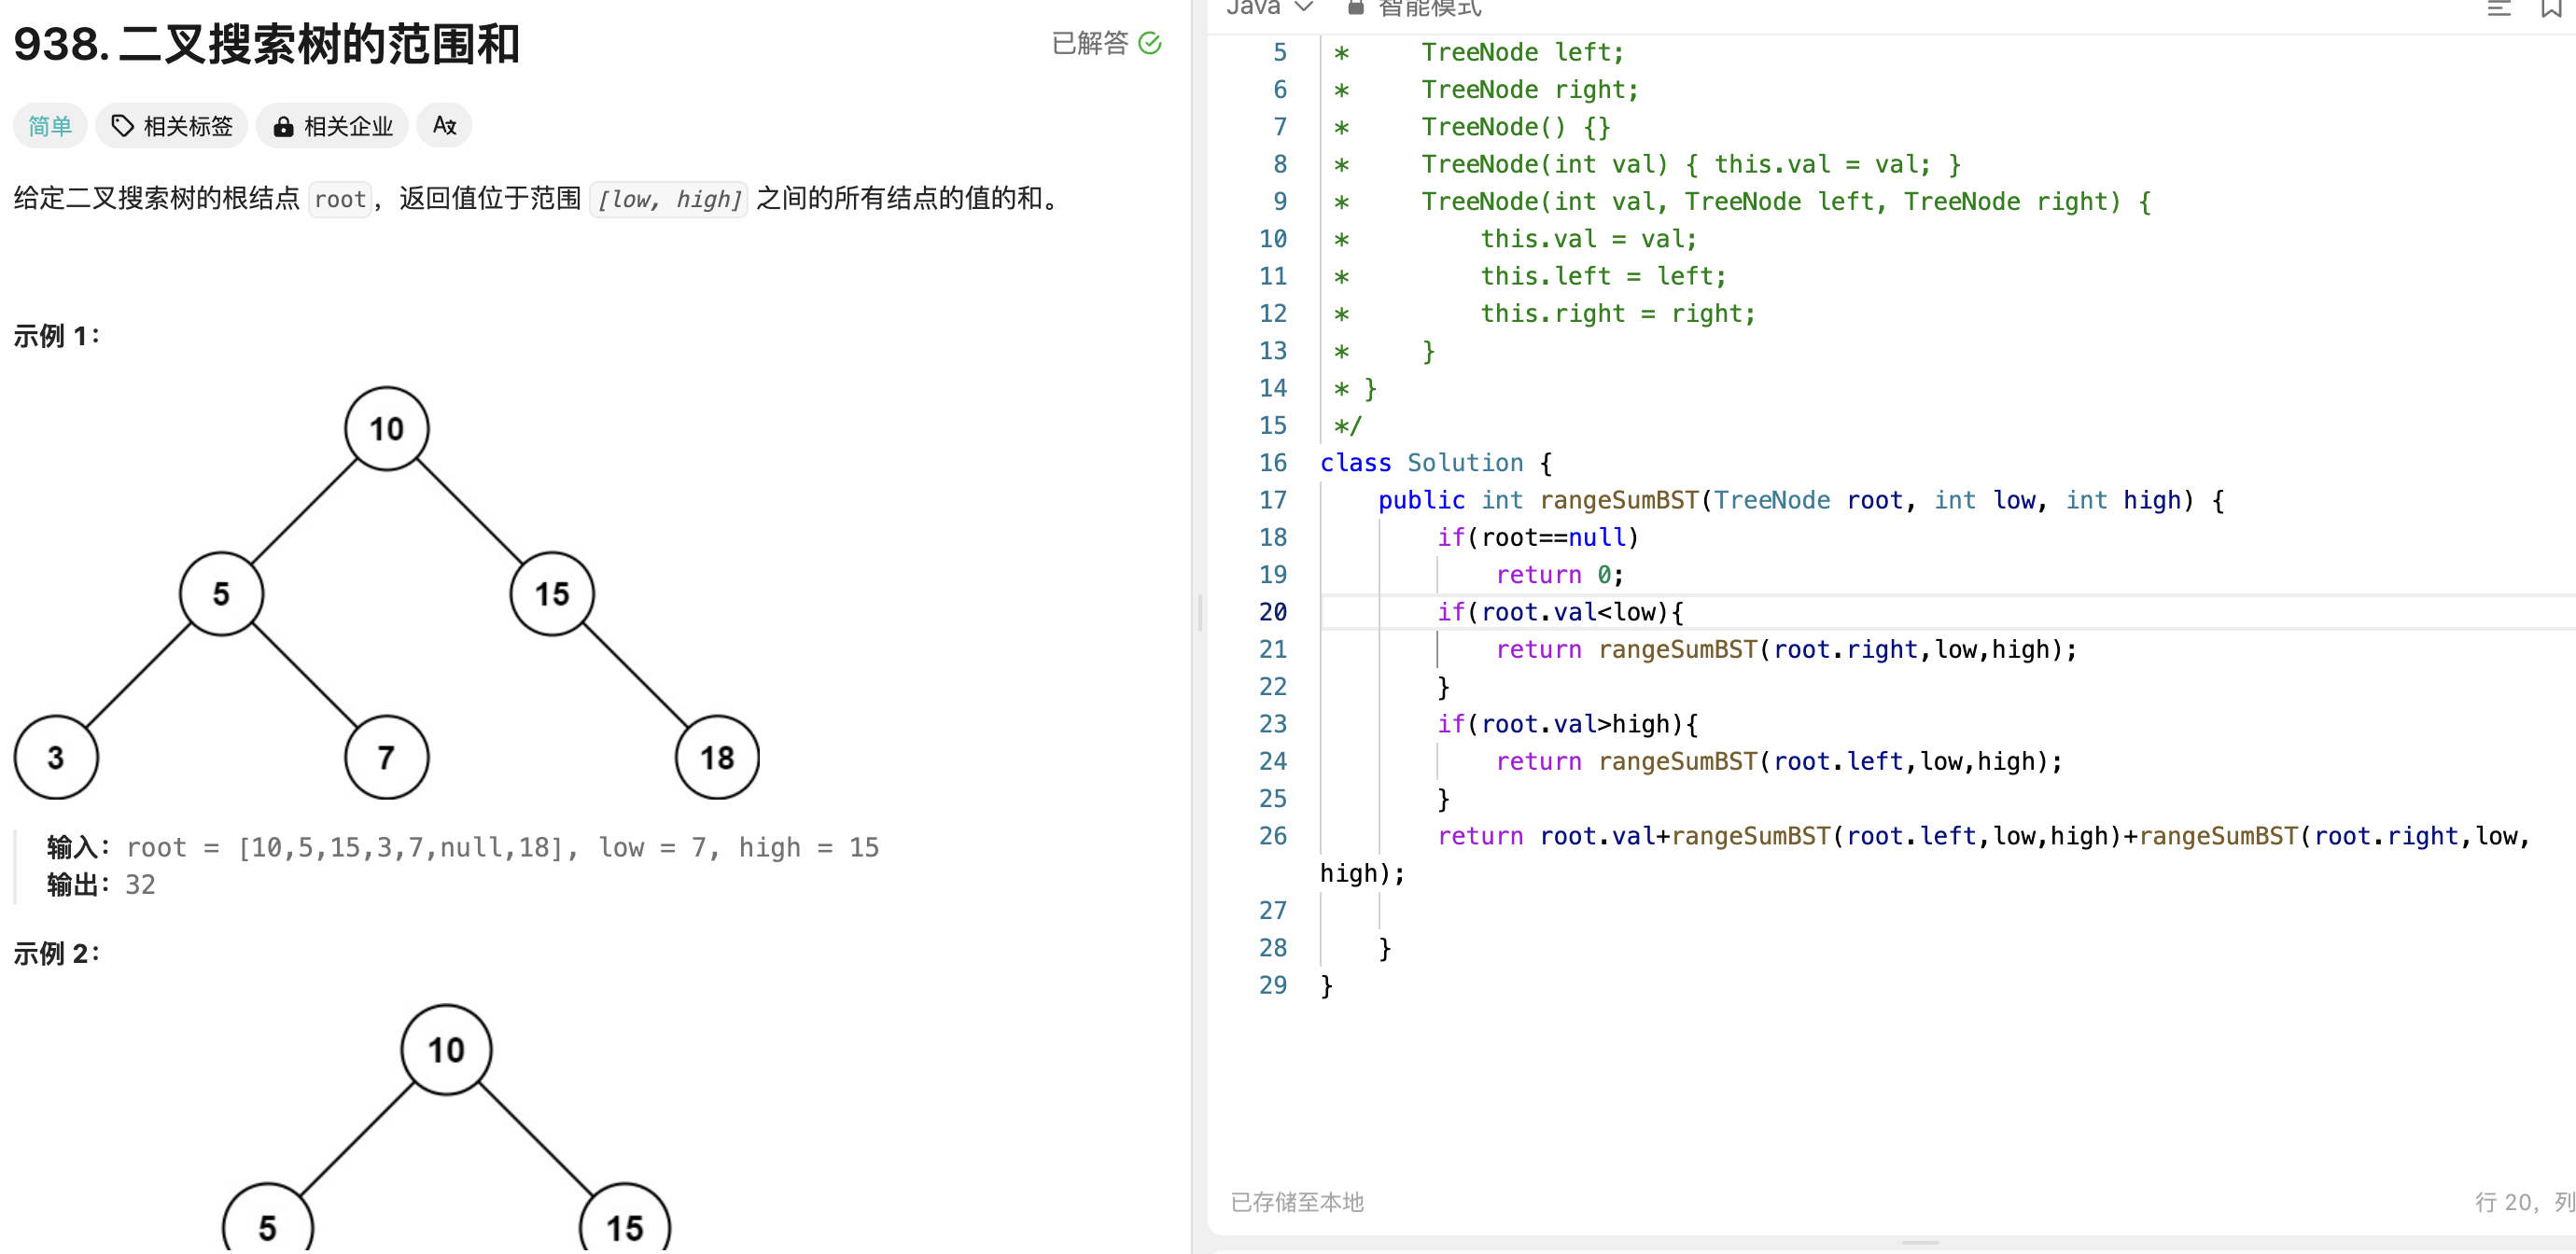 938. 二叉搜索树的范围和
已解答
简单 相关标签 相关企业 A文
给定二叉搜索树的根结点 root，返回值位于范围 [low, high] 之间的所有结点的值的和。
示例 1：
10
5 15
3 7 18
输入：root = [10,5,15,3,7,null,18], low = 7, high = 15
输出：32
示例 2：
10
5 15
Java 智能模式
5 *     TreeNode left;
6 *     TreeNode right;
7 *     TreeNode() {}
8 *     TreeNode(int val) { this.val = val; }
9 *     TreeNode(int val, TreeNode left, TreeNode right) {
10 *         this.val = val;
11 *         this.left = left;
12 *         this.right = right;
13 *     }
14 * }
15 */
16 class Solution {
17     public int rangeSumBST(TreeNode root, int low, int high) {
18         if(root==null)
19             return 0;
20         if(root.val<low){
21             return rangeSumBST(root.right,low,high);
22         }
23         if(root.val>high){
24             return rangeSumBST(root.left,low,high);
25         }
26         return root.val+rangeSumBST(root.left,low,high)+rangeSumBST(root.right,low,
high);
27
28     }
29 }
已存储至本地
行 20, 列